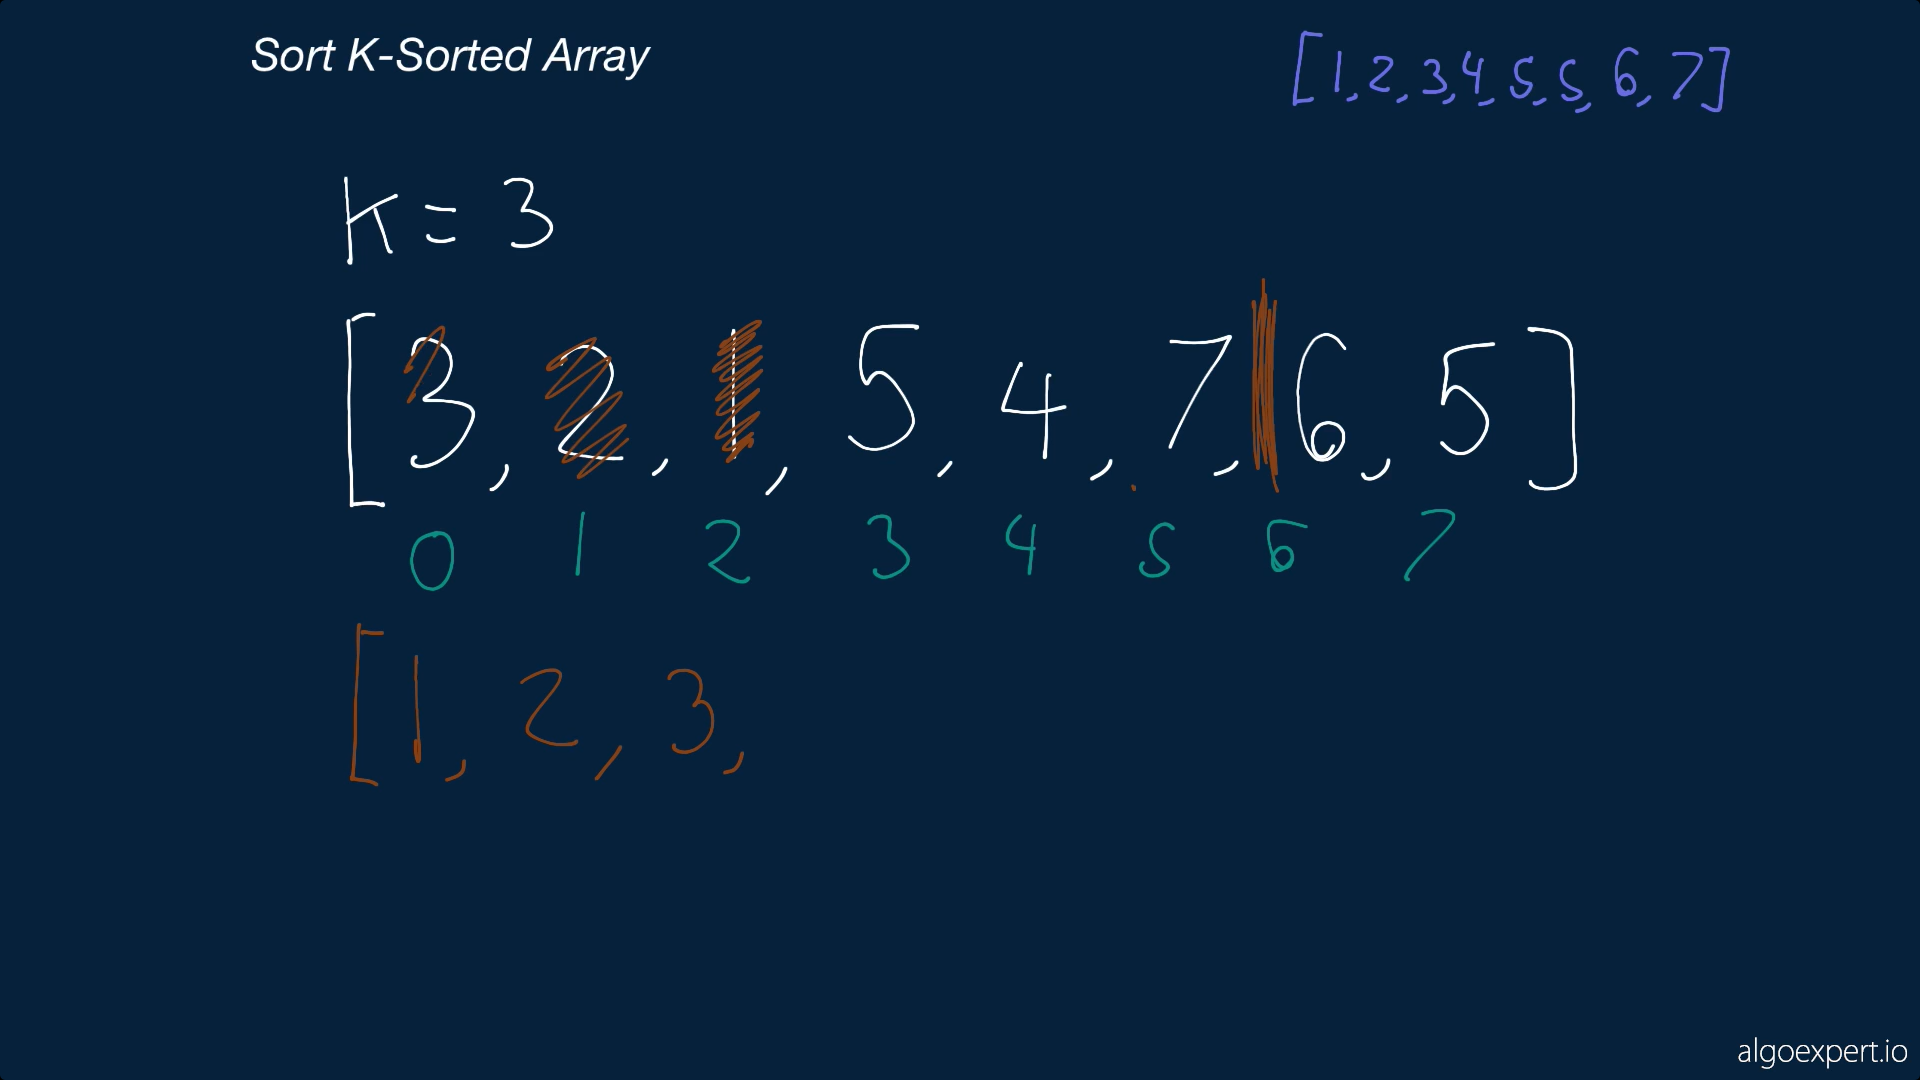 Sort K-Sorted Array
[1, 2, 3, 4, 5, 5, 6, 7]
K = 3
[3, 2, 1, 5, 4, 7, 6, 5]
0 1 2 3 4 5 6 7
[1, 2, 3,
algoexpert.io